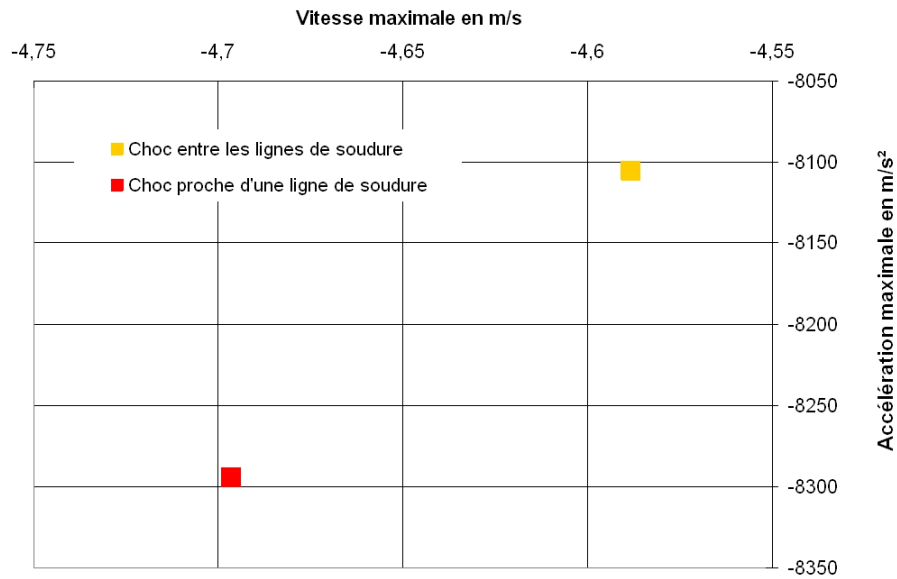 Vitesse maximale en m/s
-4,75 -4,7 -4,65 -4,6 -4,55
-8050
Choc entre les lignes de soudure
-8100
Choc proche d'une ligne de soudure
-8150
-8200
-8250
-8300
-8350
Accélération maximale en m/s²